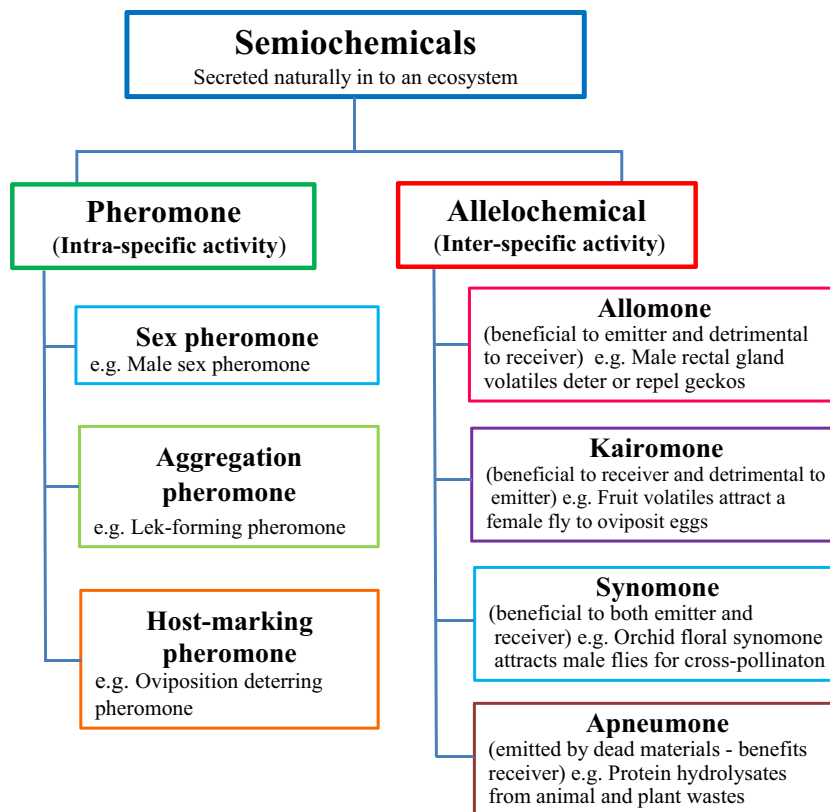 Semiochemicals
Secreted naturally in to an ecosystem
Pheromone
(Intra-specific activity)
Sex pheromone
e.g. Male sex pheromone
Aggregation
pheromone
e.g. Lek-forming pheromone
Host-marking
pheromone
e.g. Oviposition deterring
pheromone
Allelochemical
(Inter-specific activity)
Allomone
(beneficial to emitter and detrimental
to receiver) e.g. Male rectal gland
volatiles deter or repel geckos
Kairomone
(beneficial to receiver and detrimental to
emitter) e.g. Fruit volatiles attract a
female fly to oviposit eggs
Synomone
(beneficial to both emitter and
receiver) e.g. Orchid floral synomone
attracts male flies for cross-pollinaton
Apneumone
(emitted by dead materials - benefits
receiver) e.g. Protein hydrolysates
from animal and plant wastes